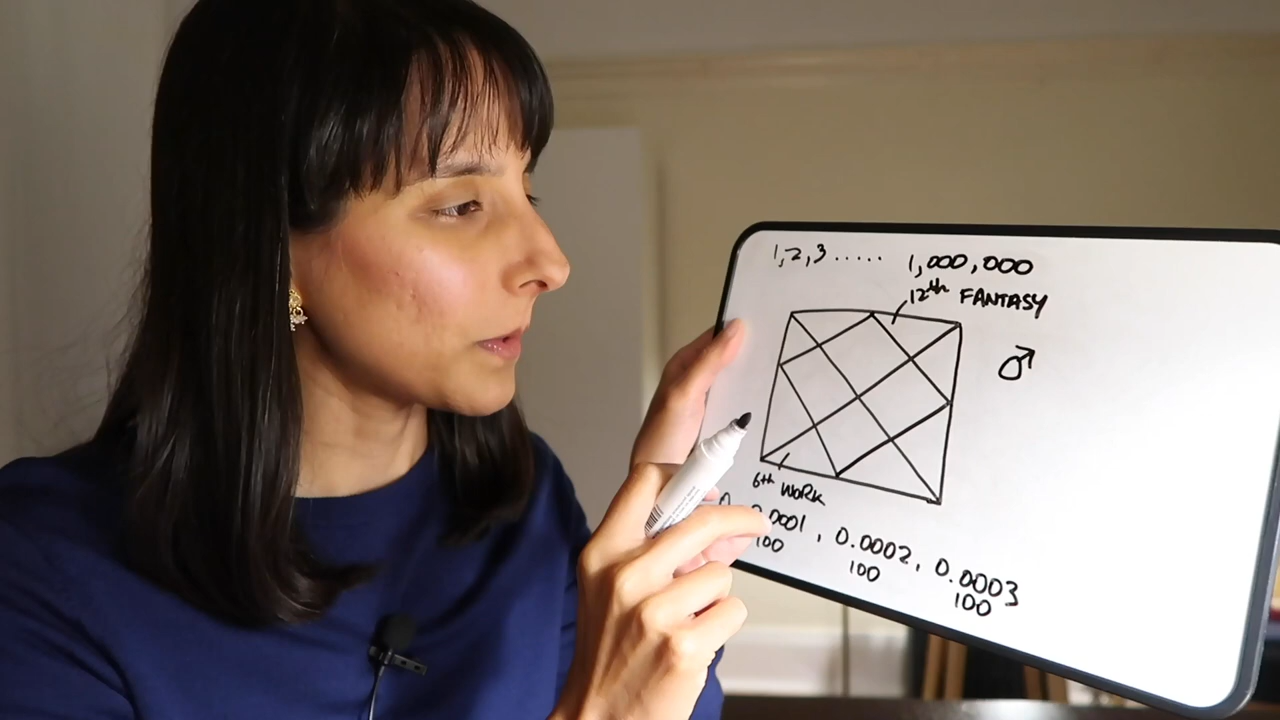 1,2,3 ..... 1,000,000
12th FANTASY
♂
6th WORK
0.0001, 0.0002, 0.0003
100 100 100